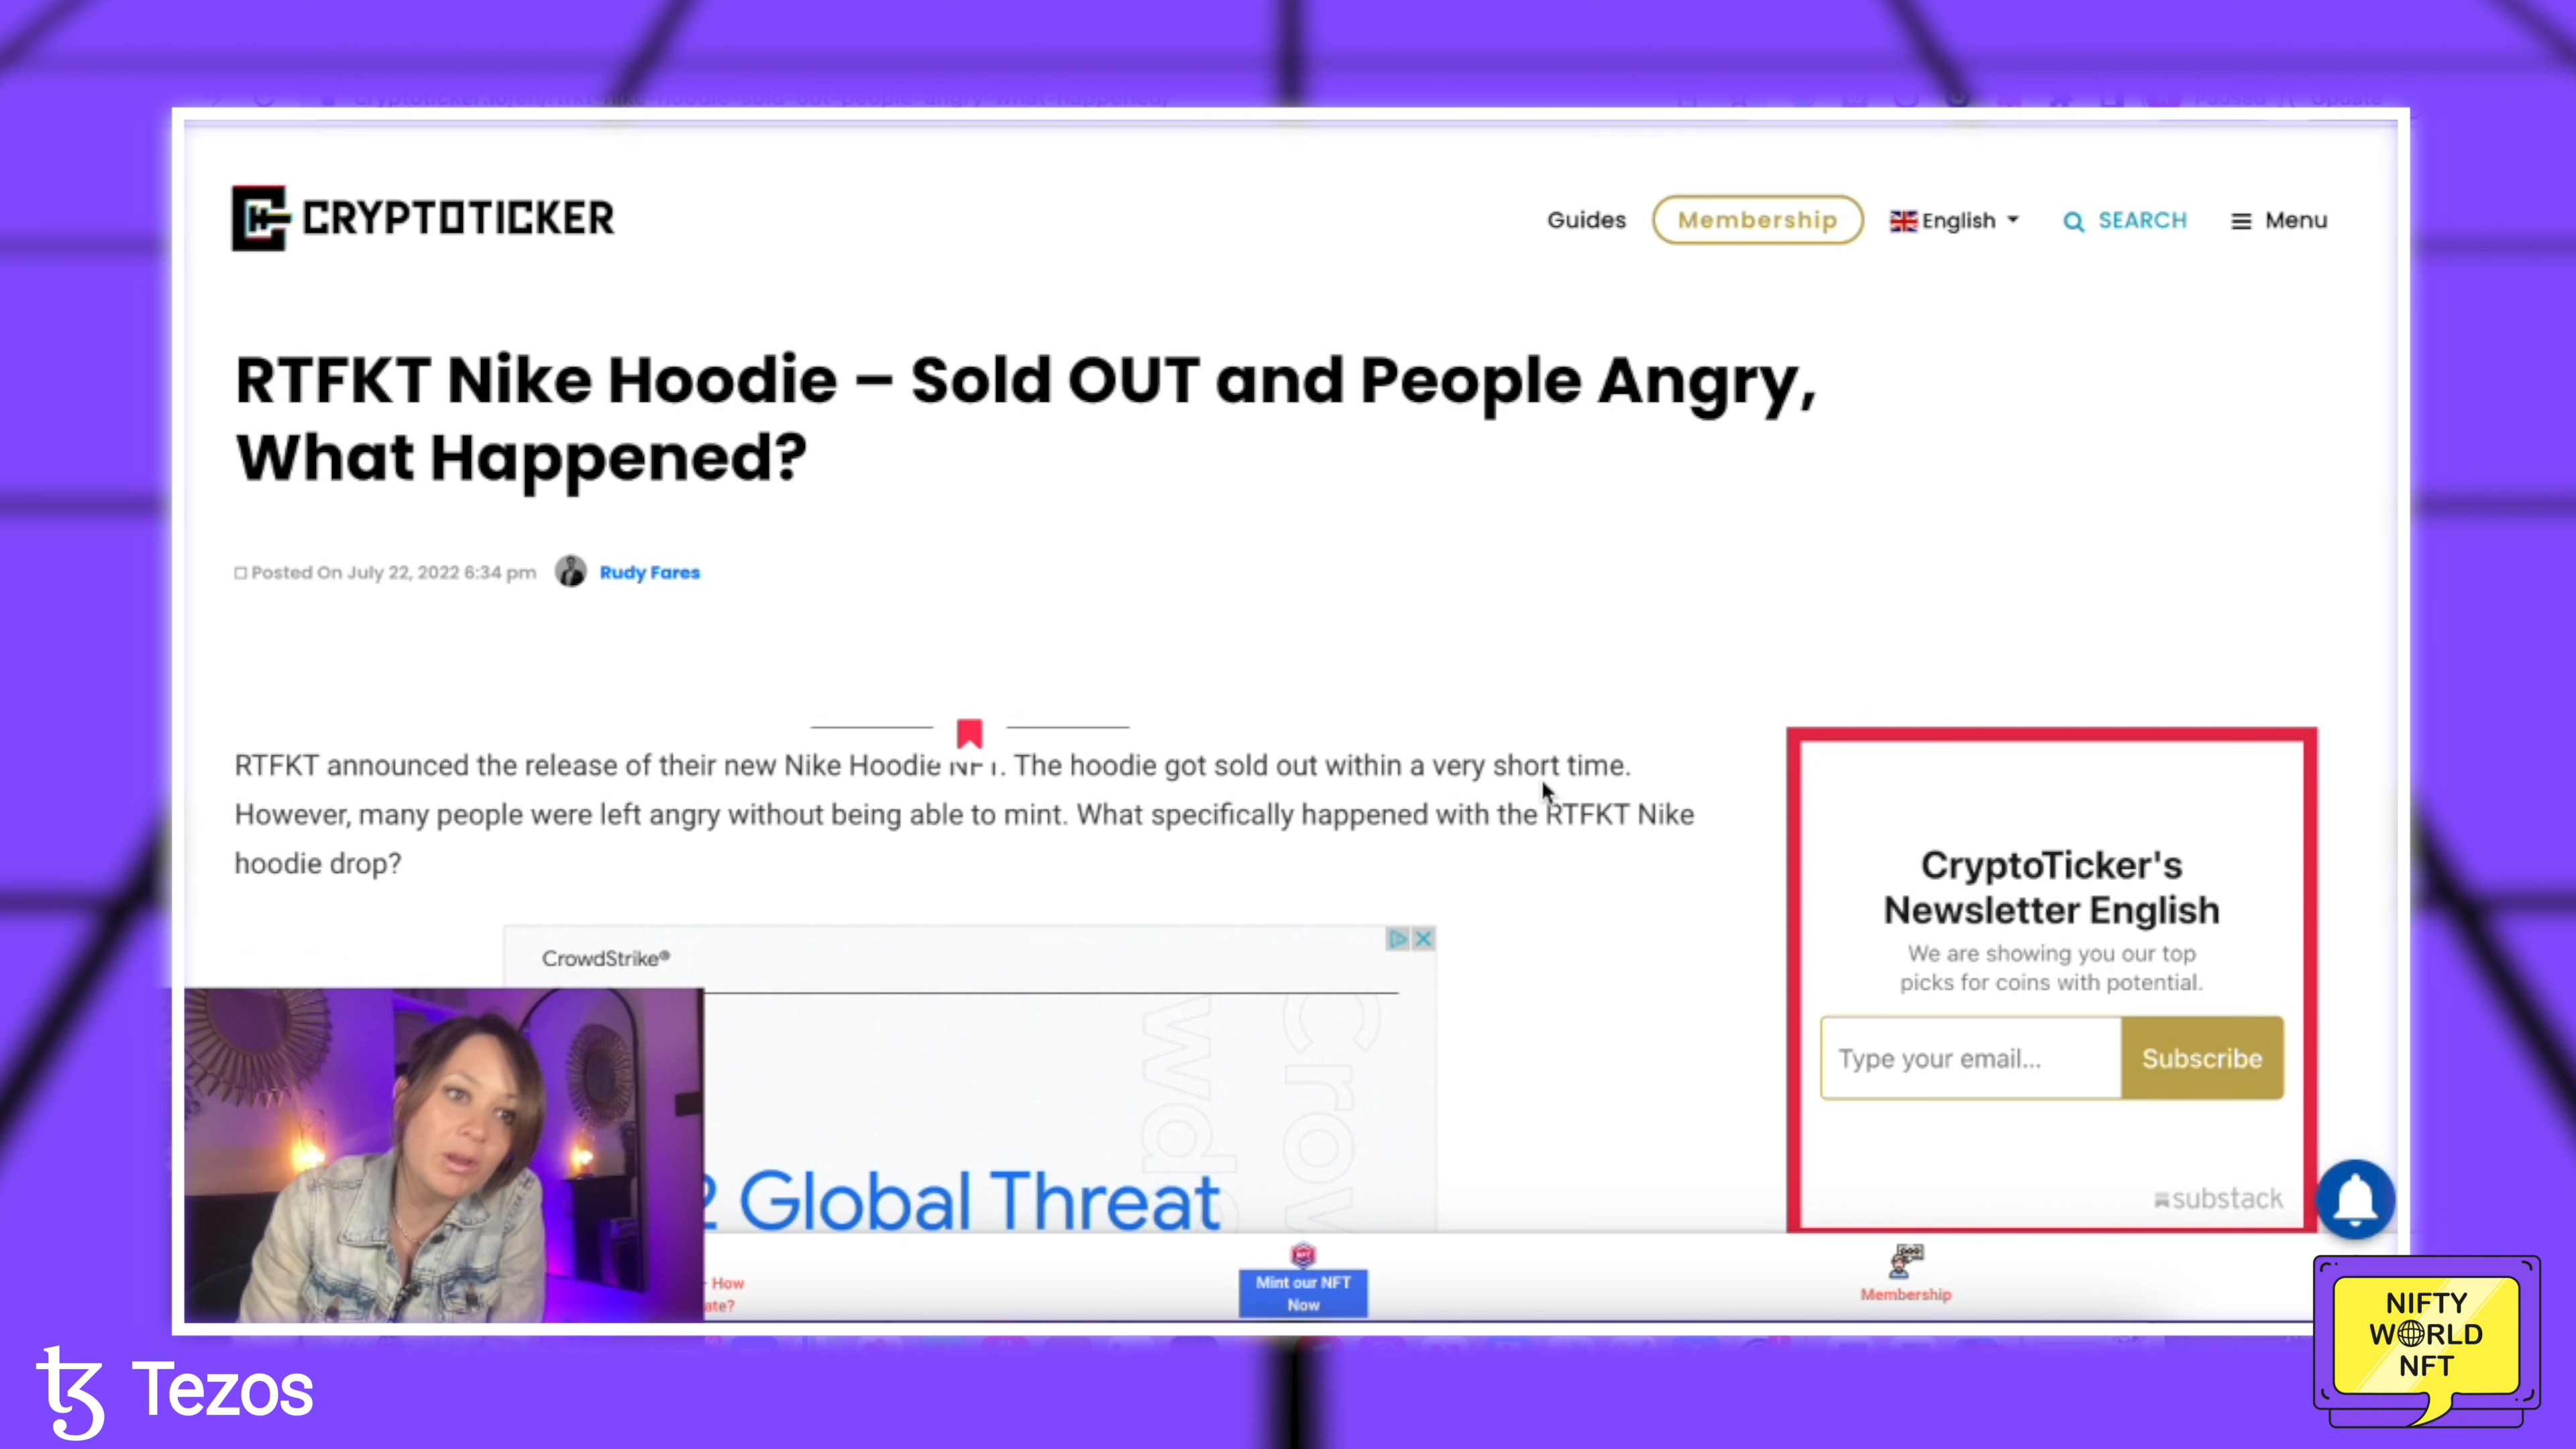 CRYPTOTICKER
Guides
Membership
English
SEARCH
Menu
RTFKT Nike Hoodie – Sold OUT and People Angry,
What Happened?
Posted On July 22, 2022 6:34 pm
Rudy Fares
RTFKT announced the release of their new Nike Hoodie NFT. The hoodie got sold out within a very short time.
However, many people were left angry without being able to mint. What specifically happened with the RTFKT Nike
hoodie drop?
CrowdStrike®
Crow
wd
2 Global Threat
CryptoTicker's
Newsletter English
We are showing you our top
picks for coins with potential.
Type your email...
Subscribe
substack
How
ate?
Mint our NFT
Now
Membership
Tezos
NIFTY
WORLD
NFT